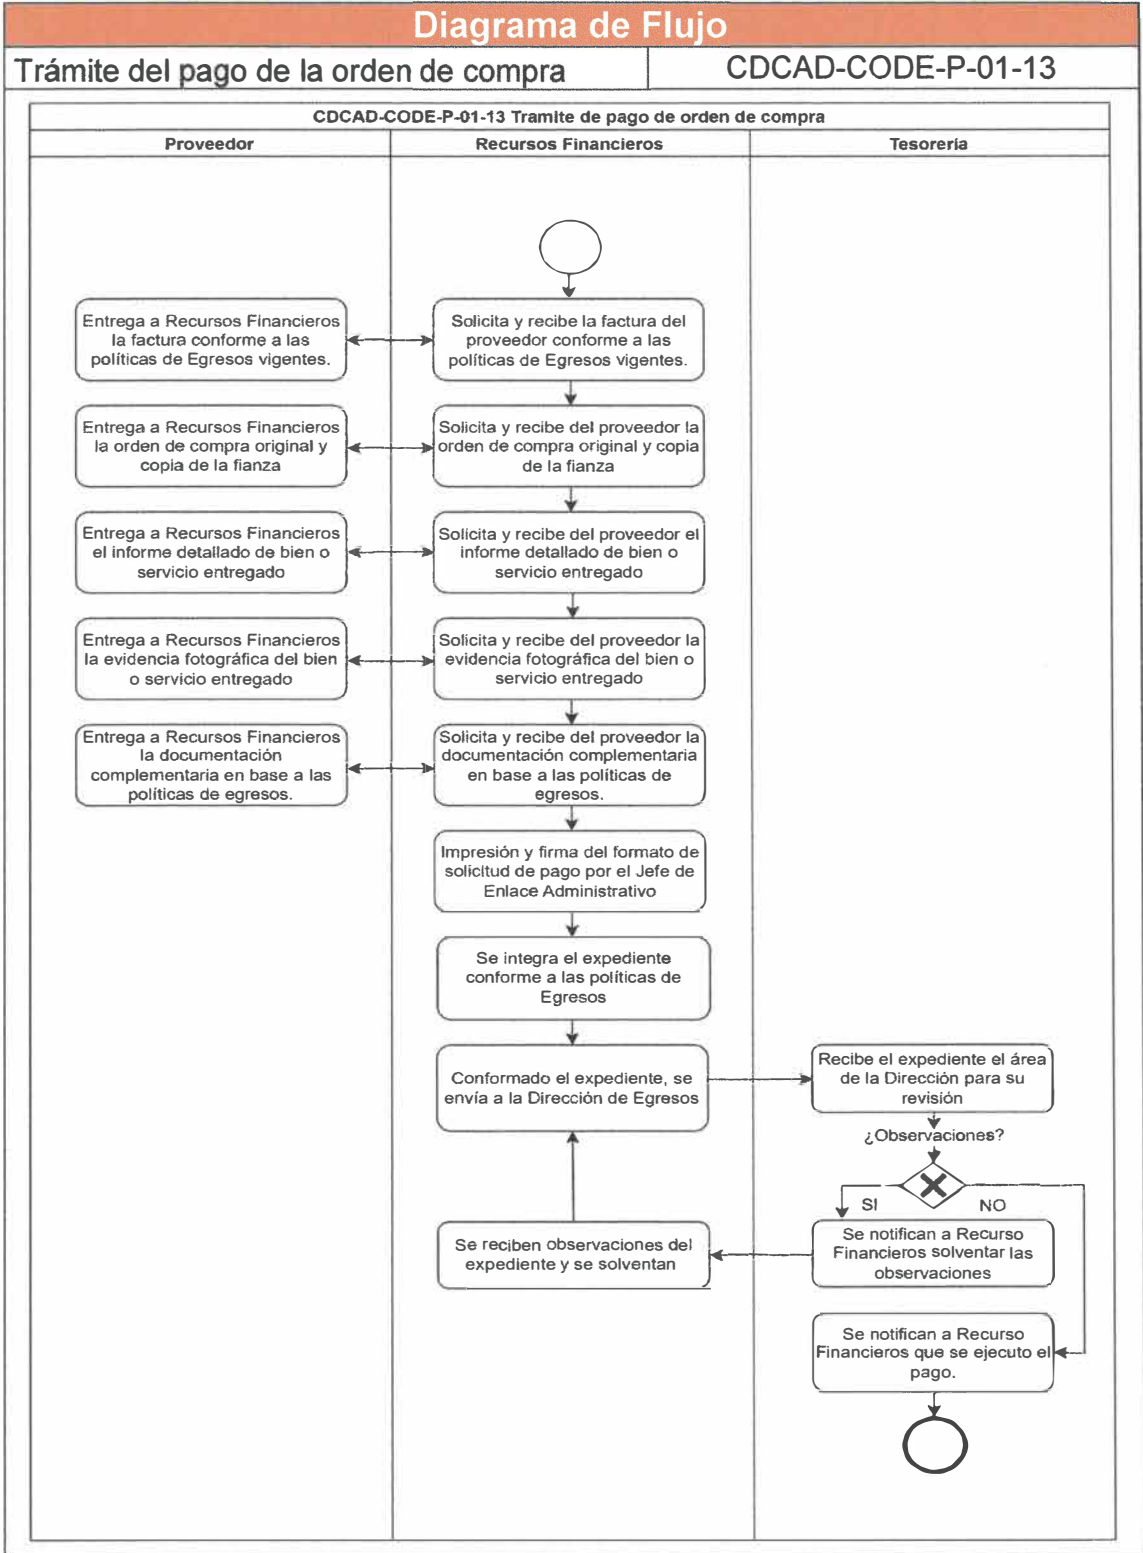 Diagrama de Flujo
Trámite del pago de la orden de compra
CDCAD-CODE-P-01-13
CDCAD-CODE-P-01-13 Tramite de pago de orden de compra
Proveedor
Recursos Financieros
Tesorería
Entrega a Recursos Financieros
la factura conforme a las
políticas de Egresos vigentes.
Solicita y recibe la factura del
proveedor conforme a las
políticas de Egresos vigentes.
Entrega a Recursos Financieros
la orden de compra original y
copia de la fianza
Solicita y recibe del proveedor la
orden de compra original y copia
de la fianza
Entrega a Recursos Financieros
el informe detallado de bien o
servicio entregado
Solicita y recibe del proveedor el
informe detallado de bien o
servicio entregado
Entrega a Recursos Financieros
la evidencia fotográfica del bien
o servicio entregado
Solicita y recibe del proveedor la
evidencia fotográfica del bien o
servicio entregado
Entrega a Recursos Financieros
la documentación
complementaria en base a las
políticas de egresos.
Solicita y recibe del proveedor la
documentación complementaria
en base a las políticas de
egresos.
Impresión y firma del formato de
solicitud de pago por el Jefe de
Enlace Administrativo
Se integra el expediente
conforme a las políticas de
Egresos
Conformado el expediente, se
envía a la Dirección de Egresos
Recibe el expediente el área
de la Dirección para su
revisión
¿Observaciones?
SI
NO
Se notifican a Recurso
Financieros solventar las
observaciones
Se reciben observaciones del
expediente y se solventan
Se notifican a Recurso
Financieros que se ejecuto el
pago.